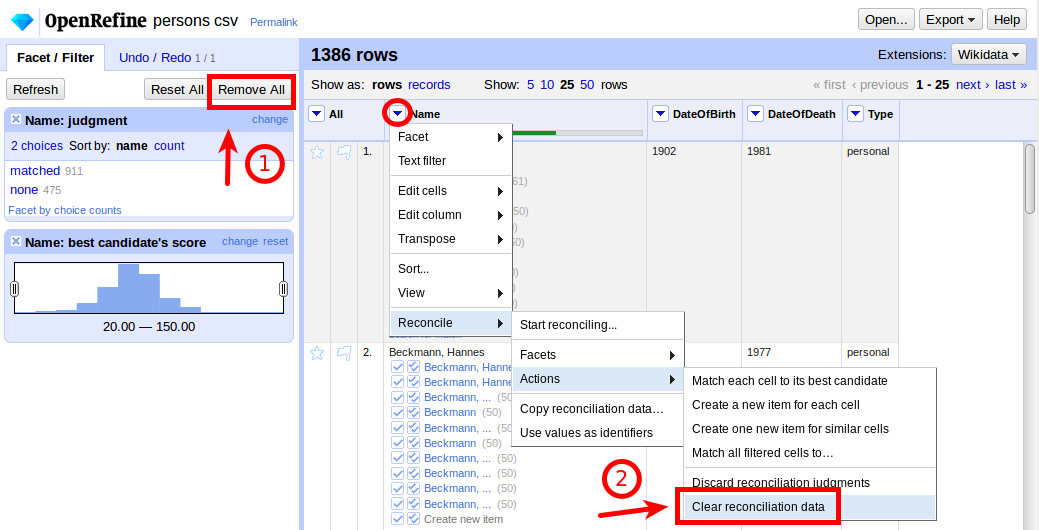 OpenRefine persons csv Permalink
Open... Export Help
Facet / Filter Undo / Redo 1 / 1
Refresh Reset All Remove All
Name: judgment change
2 choices Sort by: name count
matched 911
none 475
Facet by choice counts
1
Name: best candidate's score change reset
20.00 — 150.00
1386 rows Extensions: Wikidata
Show as: rows records Show: 5 10 25 50 rows « first ‹ previous 1 - 25 next › last »
All Name DateOfBirth DateOfDeath Type
1. 1902 1981 personal
61)
50)
50)
50)
50)
50)
Facet
Text filter
Edit cells
Edit column
Transpose
Sort...
View
Reconcile
Start reconciling...
Facets
Actions
Copy reconciliation data…
Use values as identifiers
Match each cell to its best candidate
Create a new item for each cell
Create one new item for similar cells
Match all filtered cells to…
Discard reconciliation judgments
Clear reconciliation data
2
2. Beckmann, Hannes 1977 personal
Beckmann, Hanne
Beckmann, Hanne
Beckmann, ... (50
Beckmann (50)
Beckmann, ... (50
Beckmann (50)
Beckmann, ... (50)
Beckmann, ... (50)
Beckmann, ... (50)
Beckmann, ... (50)
Create new item